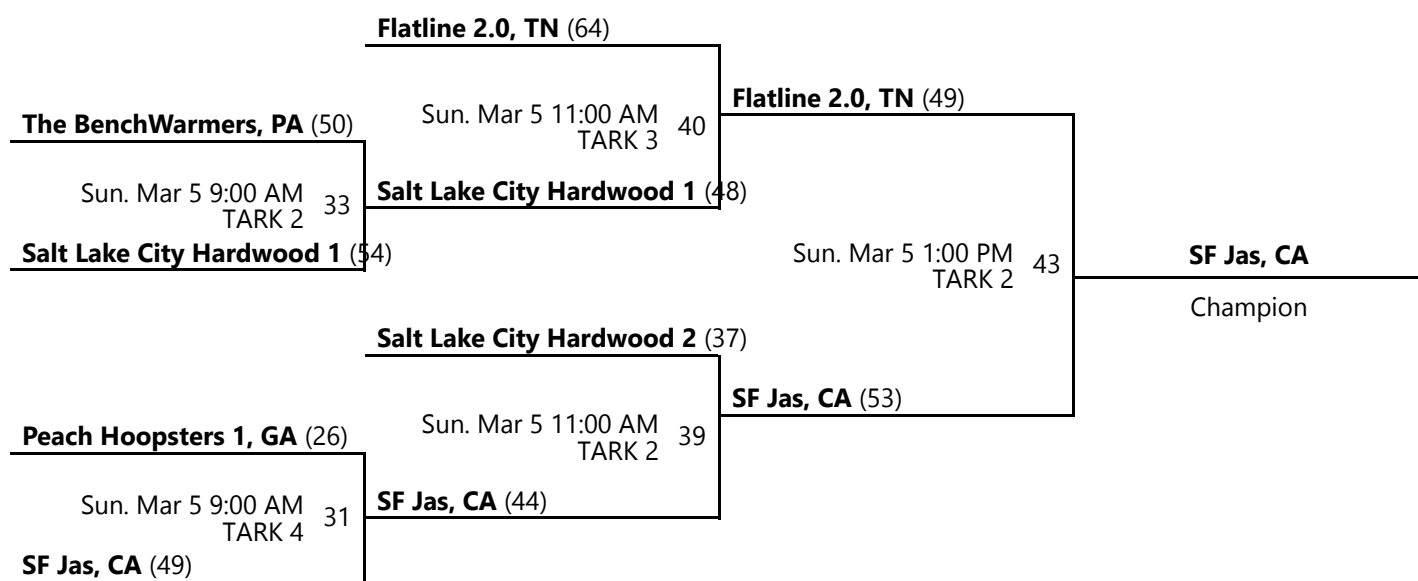 Flatline 2.0, TN (64)
Sun. Mar 5 11:00 AM
TARK 3
40
Flatline 2.0, TN (49)
The BenchWarmers, PA (50)
Sun. Mar 5 9:00 AM
TARK 2
33
Salt Lake City Hardwood 1 (48)
Salt Lake City Hardwood 1 (54)
Sun. Mar 5 1:00 PM
TARK 2
43
SF Jas, CA
Champion
Salt Lake City Hardwood 2 (37)
Sun. Mar 5 11:00 AM
TARK 2
39
SF Jas, CA (53)
Peach Hoopsters 1, GA (26)
Sun. Mar 5 9:00 AM
TARK 4
31
SF Jas, CA (44)
SF Jas, CA (49)